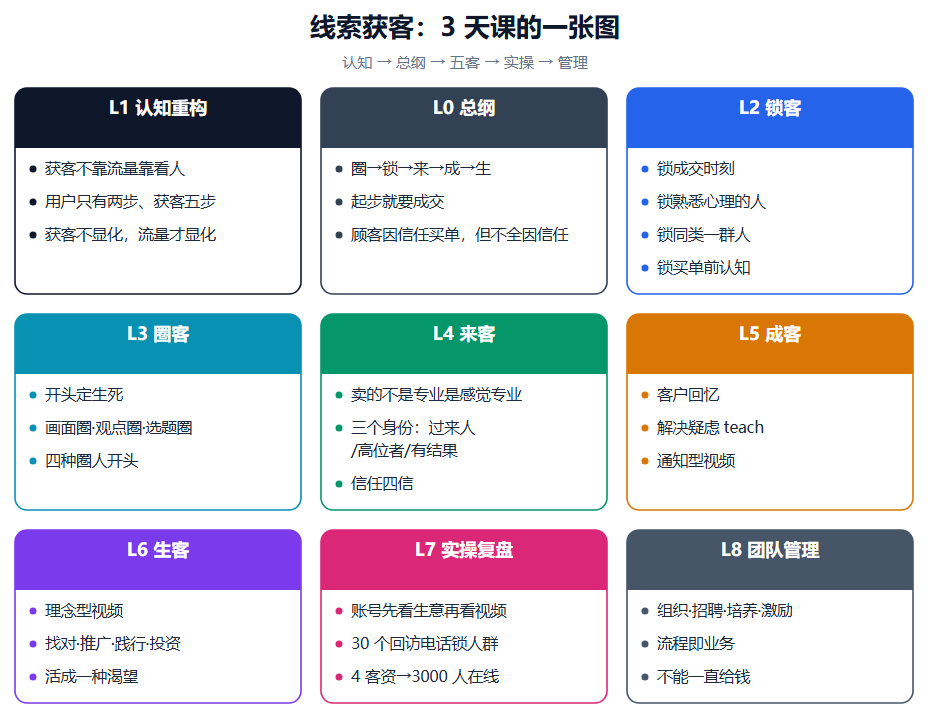 线索获客：3 天课的一张图
认知 → 总纲 → 五客 → 实操 → 管理
L1 认知重构
获客不靠流量靠看人
用户只有两步、获客五步
获客不显化，流量才显化
L0 总纲
圈→锁→来→成→生
起步就要成交
顾客因信任买单，但不全因信任
L2 锁客
锁成交时刻
锁熟悉心理的人
锁同类一群人
锁买单前认知
L3 圈客
开头定生死
画面圈·观点圈·选题圈
四种圈人开头
L4 来客
卖的不是专业是感觉专业
三个身份：过来人
/高位者/有结果
信任四信
L5 成客
客户回忆
解决疑虑 teach
通知型视频
L6 生客
理念型视频
找对·推广·践行·投资
活成一种渴望
L7 实操复盘
账号先看生意再看视频
30 个回访电话锁人群
4 客资→3000 人在线
L8 团队管理
组织·招聘·培养·激励
流程即业务
不能一直给钱